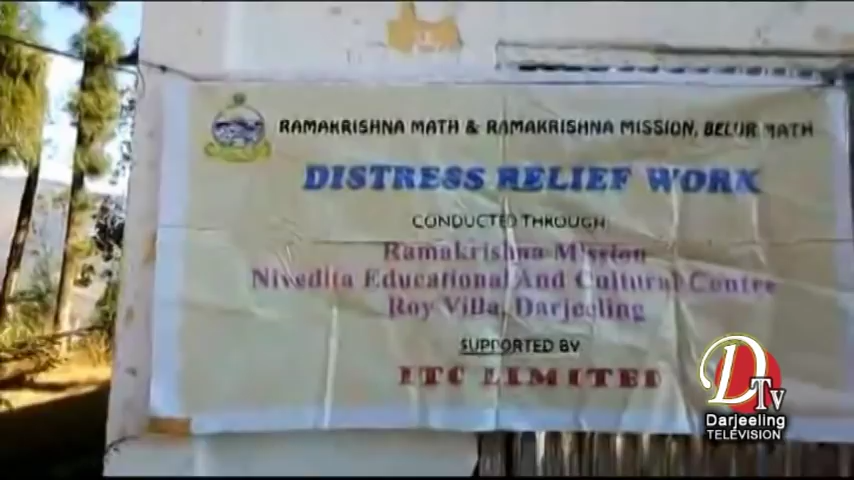 RAMAKRISHNA MATH & RAMAKRISHNA MISSION, BELUR MATH
DISTRESS RELIEF WORK
CONDUCTED THROUGH
Ramakrishna Mission
Nivedita Educational And Cultural Centre
Roy Villa, Darjeeling
SUPPORTED BY
ITC LIMITED
DTV
Darjeeling
TELEVISION